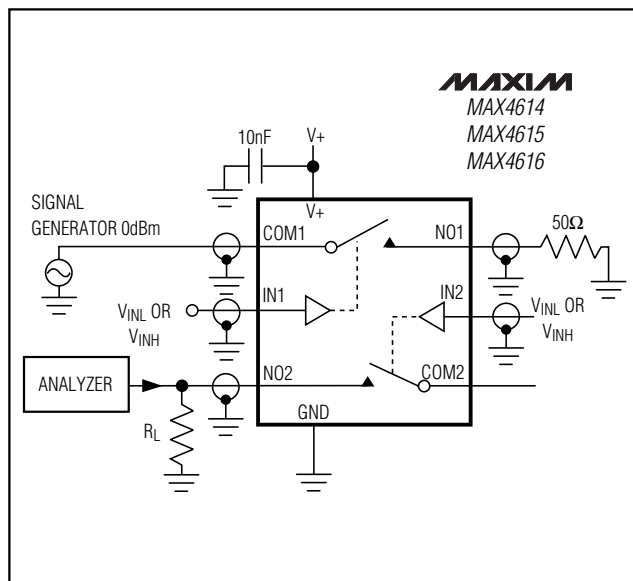 MAXIM
MAX4614
MAX4615
MAX4616
10nF
V+
V+
SIGNAL
GENERATOR 0dBm
COM1
NO1
50Ω
IN1
IN2
VINL OR
VINH
VINL OR
VINH
ANALYZER
NO2
COM2
RL
GND